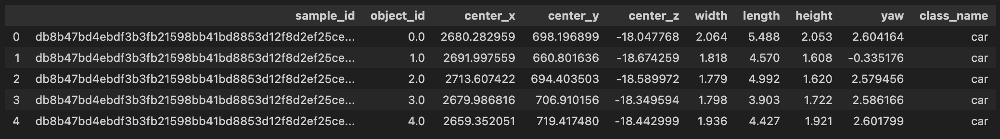 sample_id object_id center_x center_y center_z width length height yaw class_name
0 db8b47bd4ebdf3b3fb21598bb41bd8853d12f8d2ef25ce... 0.0 2680.282959 698.196899 -18.047768 2.064 5.488 2.053 2.604164 car
1 db8b47bd4ebdf3b3fb21598bb41bd8853d12f8d2ef25ce... 1.0 2691.997559 660.801636 -18.674259 1.818 4.570 1.608 -0.335176 car
2 db8b47bd4ebdf3b3fb21598bb41bd8853d12f8d2ef25ce... 2.0 2713.607422 694.403503 -18.589972 1.779 4.992 1.620 2.579456 car
3 db8b47bd4ebdf3b3fb21598bb41bd8853d12f8d2ef25ce... 3.0 2679.986816 706.910156 -18.349594 1.798 3.903 1.722 2.586166 car
4 db8b47bd4ebdf3b3fb21598bb41bd8853d12f8d2ef25ce... 4.0 2659.352051 719.417480 -18.442999 1.936 4.427 1.921 2.601799 car